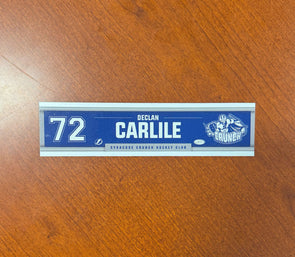 72
DECLAN
CARLILE
SYRACUSE CRUNCH HOCKEY CLUB
CRUNCH